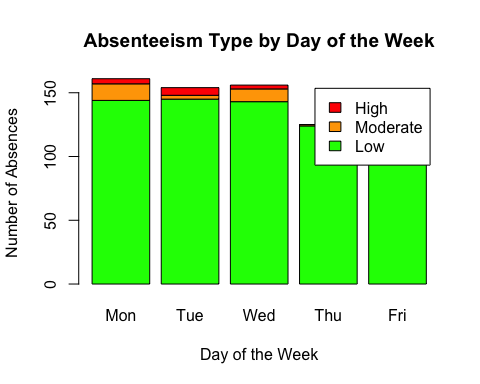 Absenteeism Type by Day of the Week
Number of Absences
150
100
50
0
High
Moderate
Low
Mon Tue Wed Thu Fri
Day of the Week